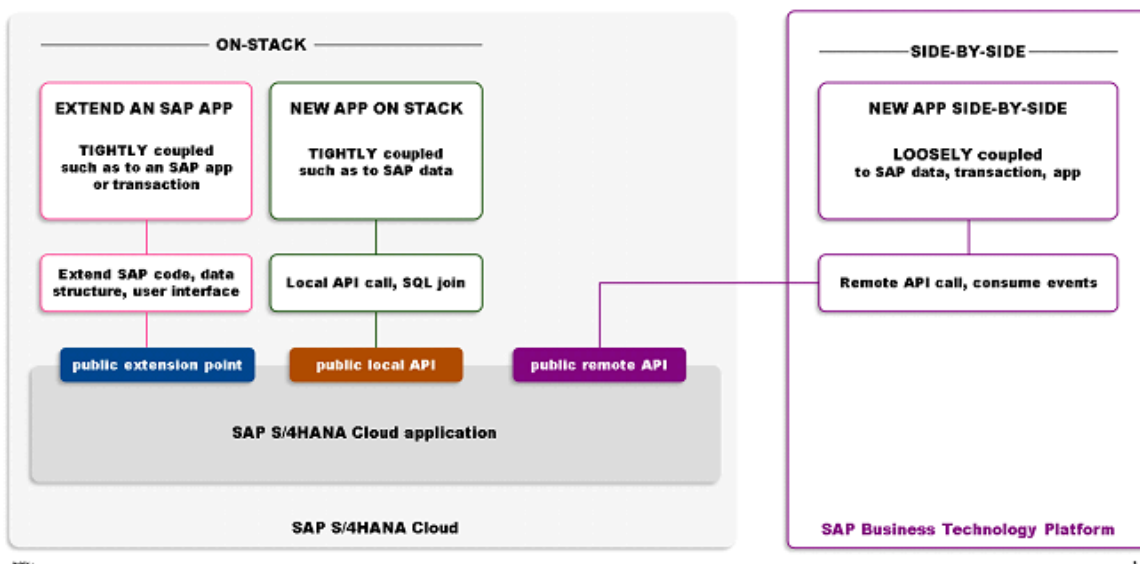 ON-STACK
EXTEND AN SAP APP
TIGHTLY coupled
such as to an SAP app
or transaction
NEW APP ON STACK
TIGHTLY coupled
such as to SAP data
Extend SAP code, data
structure, user interface
Local API call, SQL join
public extension point
public local API
public remote API
SAP S/4HANA Cloud application
SAP S/4HANA Cloud
SIDE-BY-SIDE
NEW APP SIDE-BY-SIDE
LOOSELY coupled
to SAP data, transaction, app
Remote API call, consume events
SAP Business Technology Platform